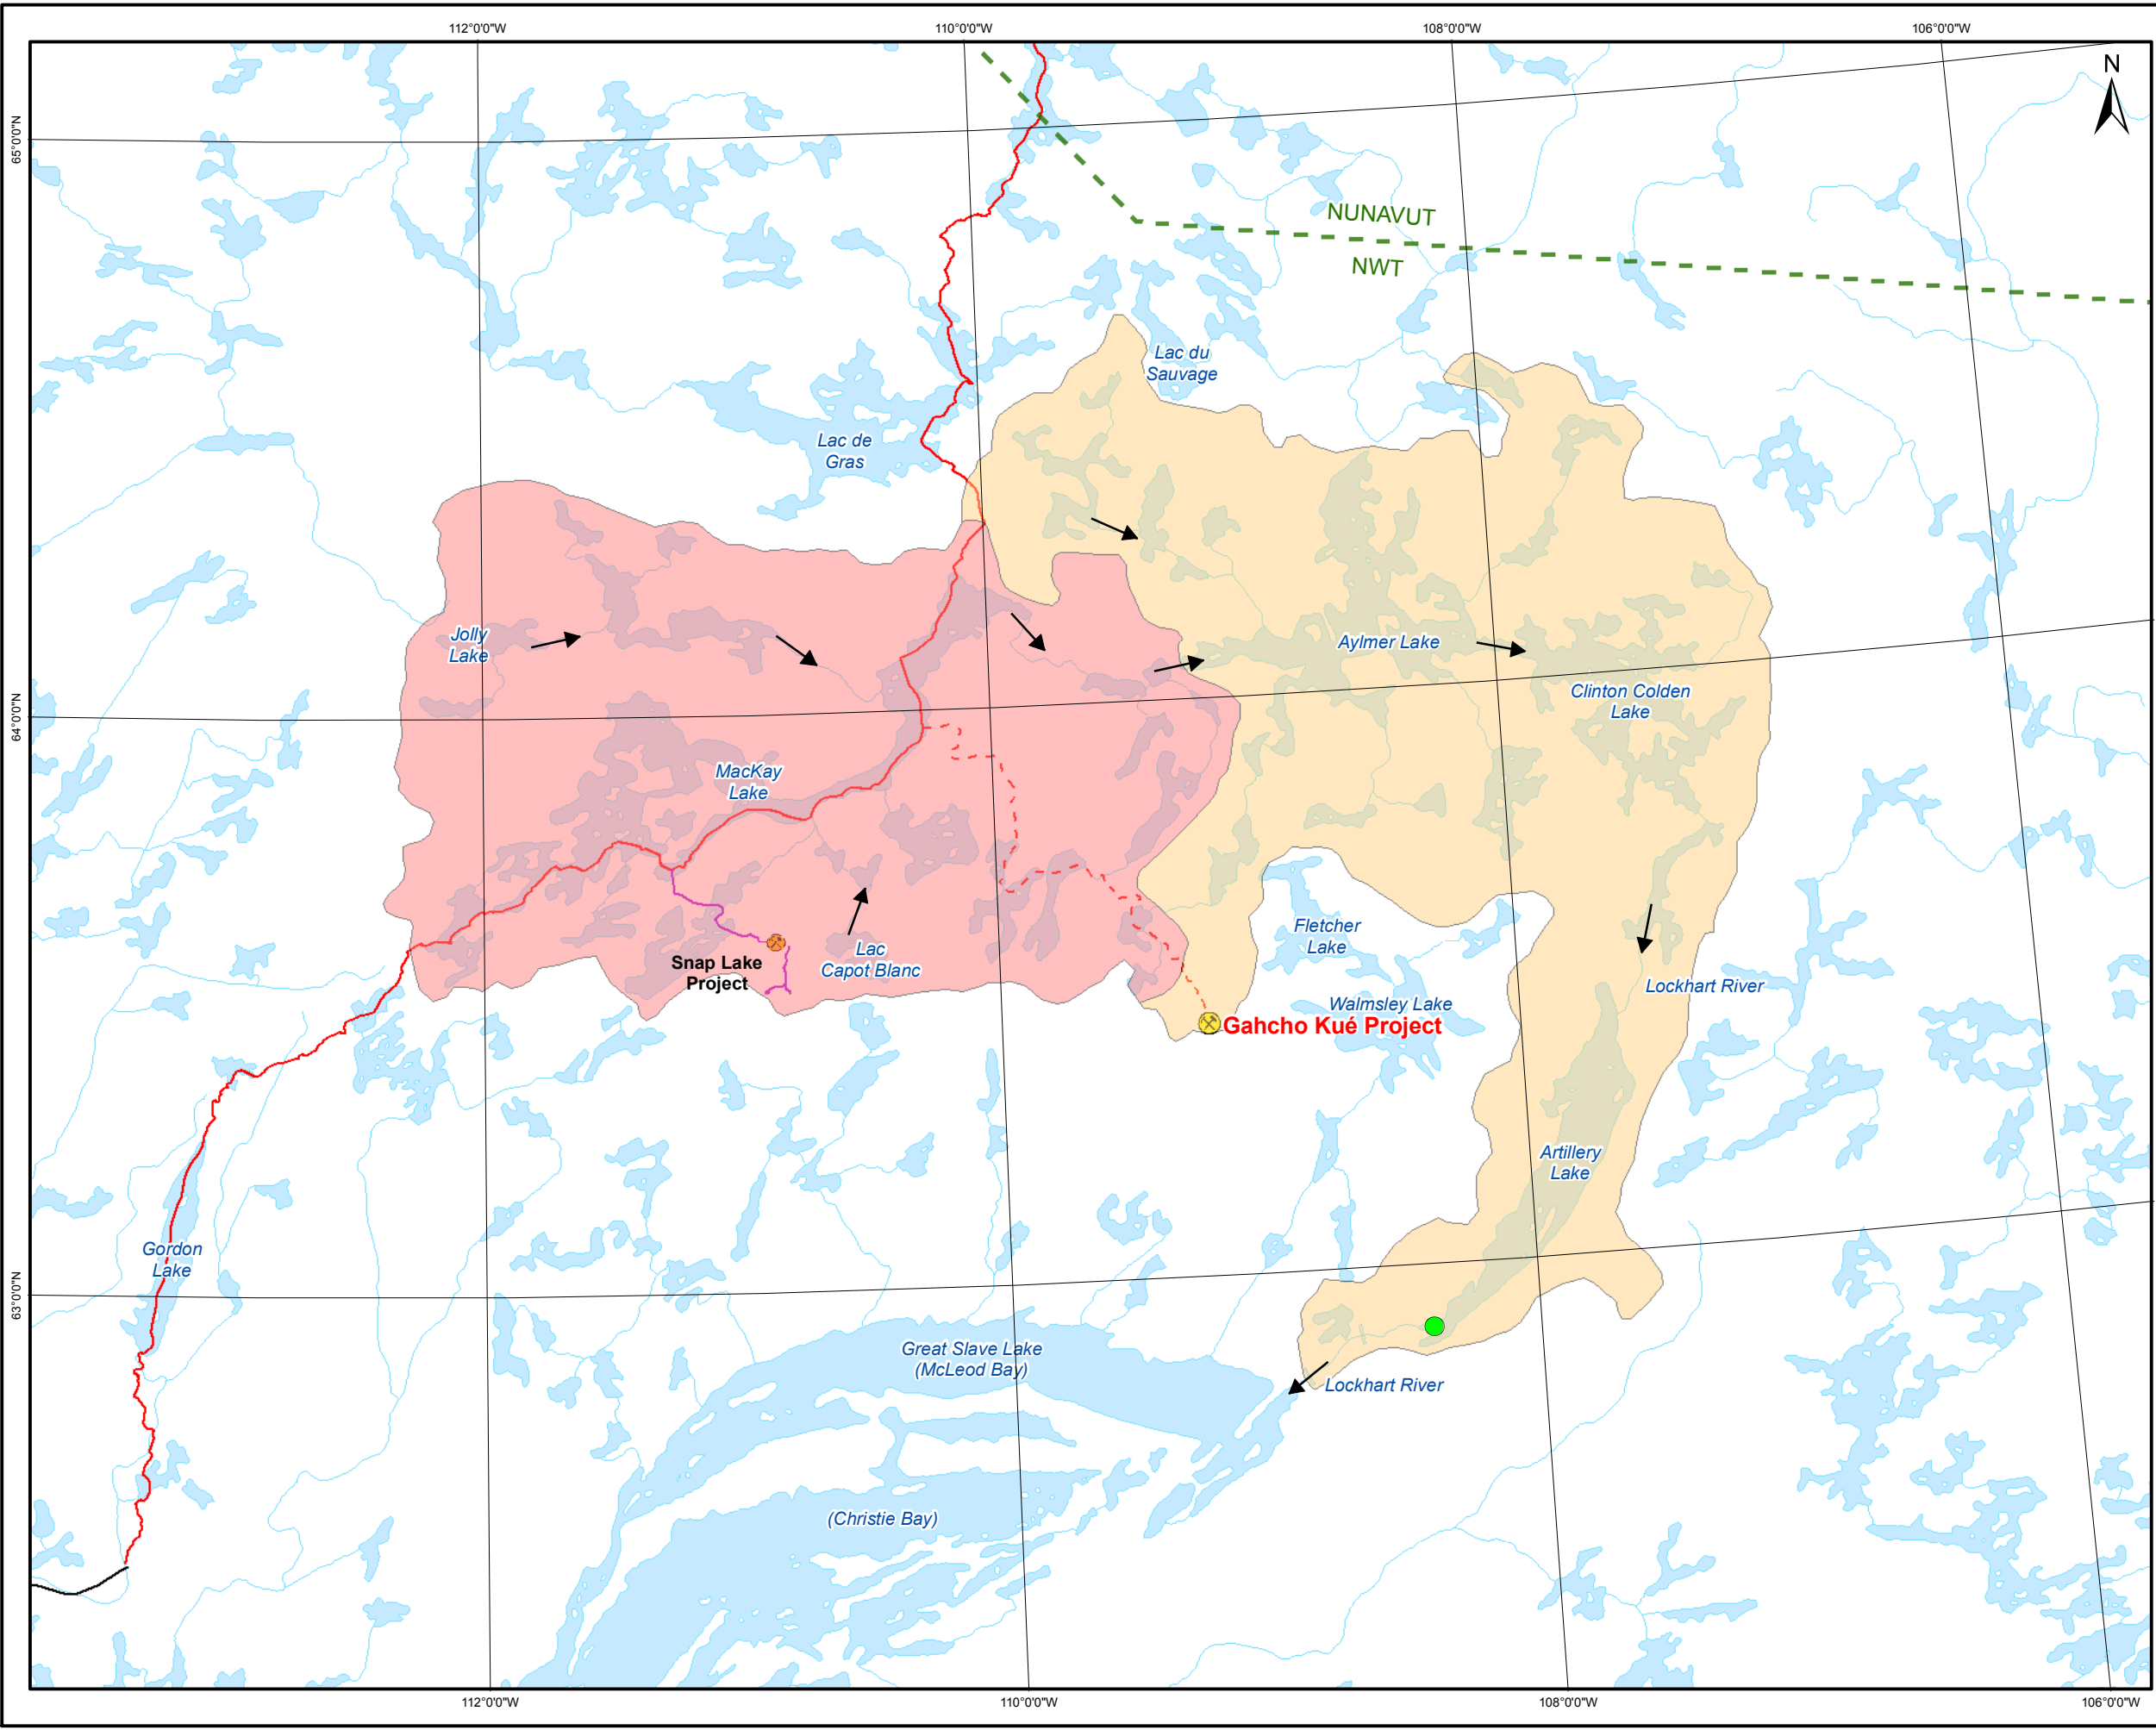 112°0'0"W
110°0'0"W
108°0'0"W
106°0'0"W
N
65°0'0"N
NUNAVUT
NWT
Lac du
Sauvage
Lac de
Gras
Jolly
Lake
Aylmer Lake
Clinton Colden
Lake
64°0'0"N
MacKay
Lake
Fletcher
Lake
Lac
Capot Blanc
Snap Lake
Project
Lockhart River
Walmsley Lake
Gahcho Kué Project
Artillery
Lake
Gordon
Lake
63°0'0"N
Great Slave Lake
(McLeod Bay)
Lockhart River
(Christie Bay)
112°0'0"W
110°0'0"W
108°0'0"W
106°0'0"W